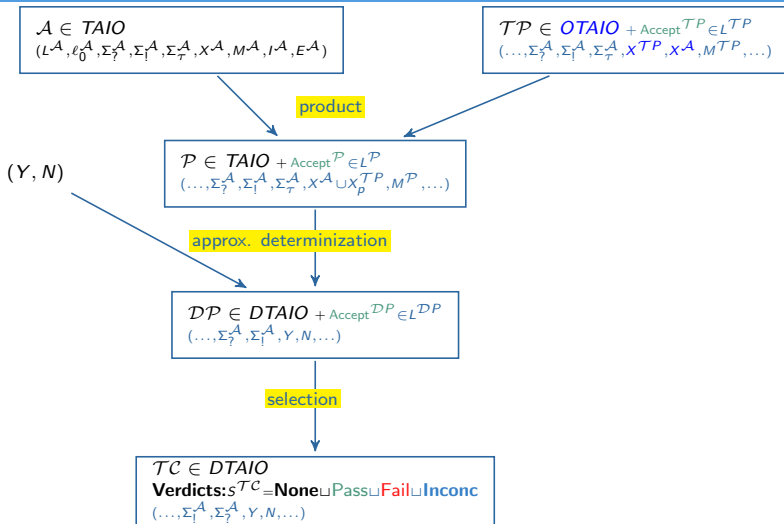 𝒜 ∈ TAIO
(L^𝒜,ℓ₀^𝒜,Σ_?^𝒜,Σ_!^𝒜,Σ_τ^𝒜,X^𝒜,M^𝒜,I^𝒜,E^𝒜)
𝒯𝒫 ∈ OTAIO + Accept^𝒯𝒫 ∈L^𝒯𝒫
(...,Σ_?^𝒜,Σ_!^𝒜,Σ_τ^𝒜,X^𝒯𝒫,X^𝒜,M^𝒯𝒫,...)
product
𝒫 ∈ TAIO + Accept^𝒫 ∈L^𝒫
(...,Σ_?^𝒜,Σ_!^𝒜,Σ_τ^𝒜,X^𝒜∪X_p^𝒯𝒫,M^𝒫,...)
(Y, N)
approx. determinization
𝒟𝒫 ∈ DTAIO + Accept^𝒟𝒫 ∈L^𝒟𝒫
(...,Σ_?^𝒜,Σ_!^𝒜,Y,N,...)
selection
𝒯𝒞 ∈ DTAIO
Verdicts:S^𝒯𝒞=None⊔Pass⊔Fail⊔Inconc
(...,Σ_!^𝒜,Σ_?^𝒜,Y,N,...)